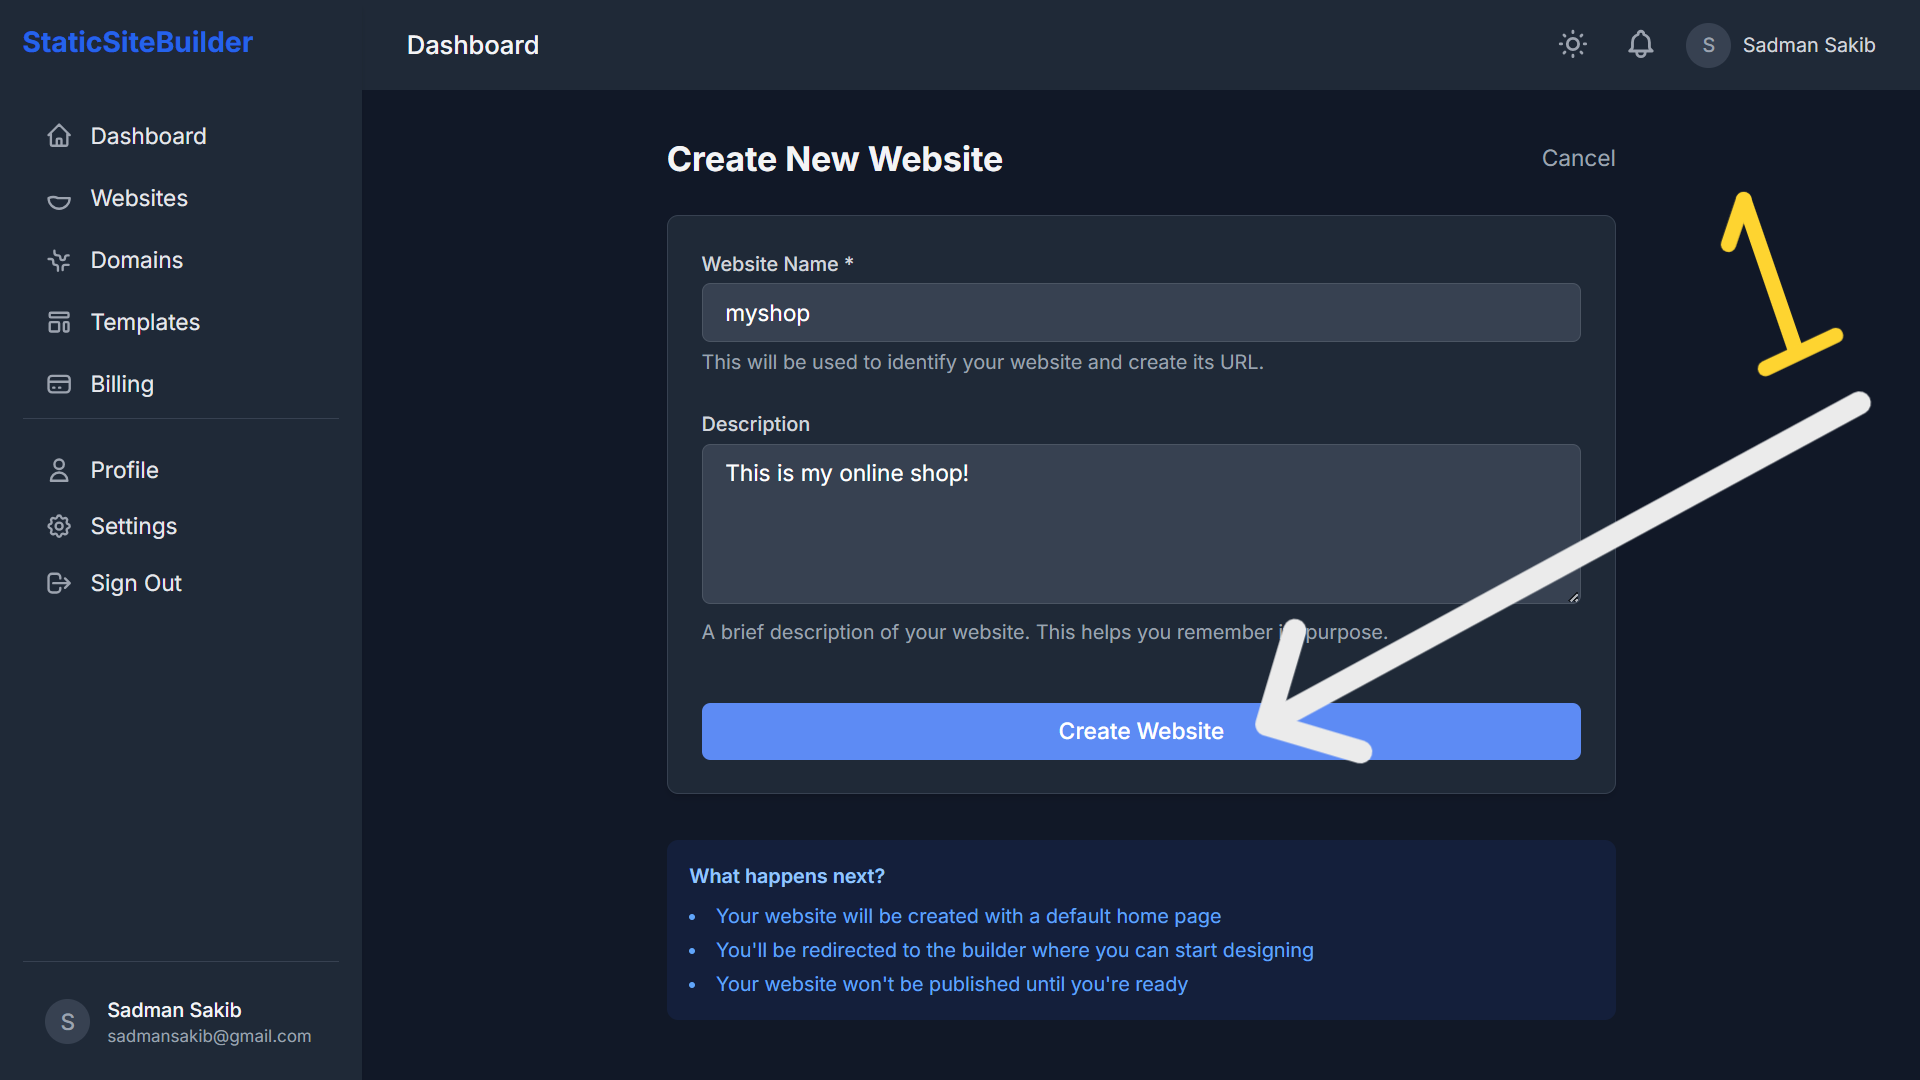 StaticSiteBuilder
Dashboard
Websites
Domains
Templates
Billing
Profile
Settings
Sign Out
S
Sadman Sakib
sadmansakib@gmail.com
Dashboard
S
Sadman Sakib
Create New Website
Cancel
Website Name *
myshop
This will be used to identify your website and create its URL.
Description
This is my online shop!
A brief description of your website. This helps you remember purpose.
Create Website
1
What happens next?
• Your website will be created with a default home page
• You'll be redirected to the builder where you can start designing
• Your website won't be published until you're ready